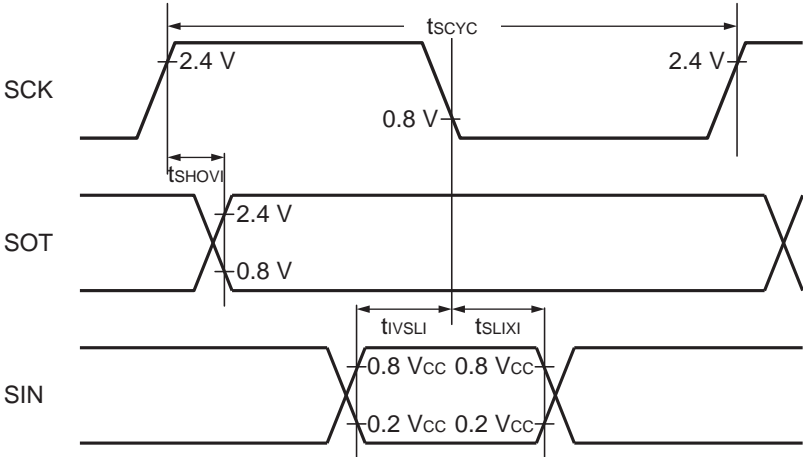 tSCYC
SCK
2.4 V
2.4 V
0.8 V
tSHOVI
SOT
2.4 V
0.8 V
tIVSLI tSLIXI
SIN
0.8 VCC 0.8 VCC
0.2 VCC 0.2 VCC